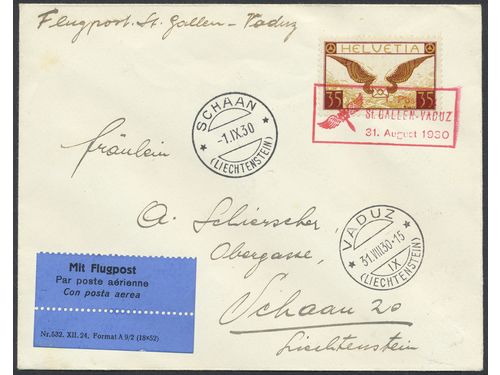 Flugpost St. Gallen - Vaduz
HELVETIA
35 35
St. GALLEN-VADUZ
31. August 1930
SCHAAN
-1.IX.30
(LIECHTENSTEIN)
Fräulein
A. Schierscher
Obergasse,
Schaan 20
Liechtenstein
VADUZ
31.VIII.30-15
IX
(LIECHTENSTEIN)
Mit Flugpost
Par poste aérienne
Con posta aerea
Nr. 532. XII. 24. Format A 9/2 (18×52)